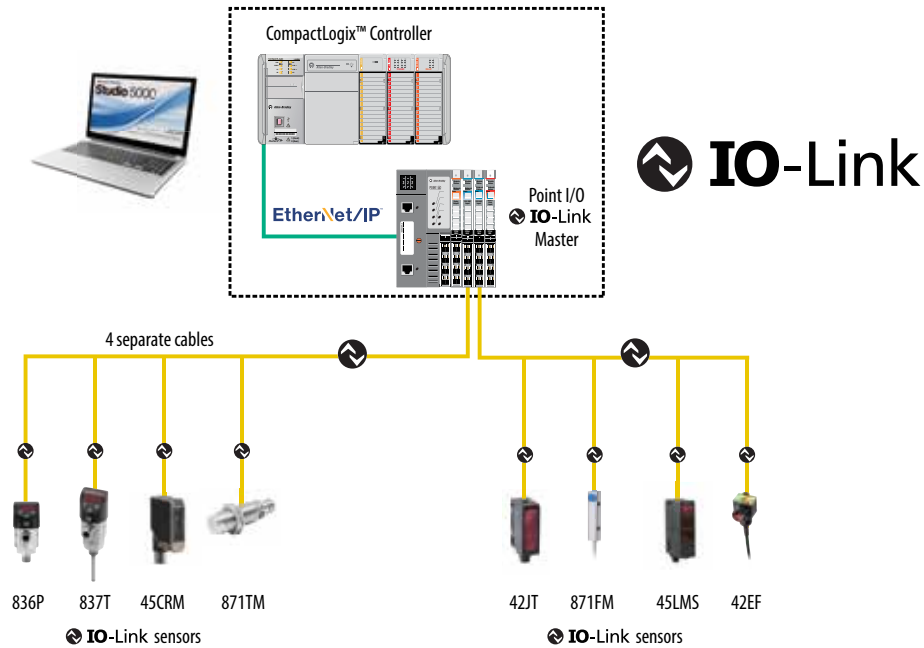 CompactLogix™ Controller
Studio 5000
IO-Link
EtherNet/IP™
Point I/O
IO-Link
Master
4 separate cables
836P
837T
45CRM
871TM
42JT
871FM
45LMS
42EF
IO-Link sensors
IO-Link sensors